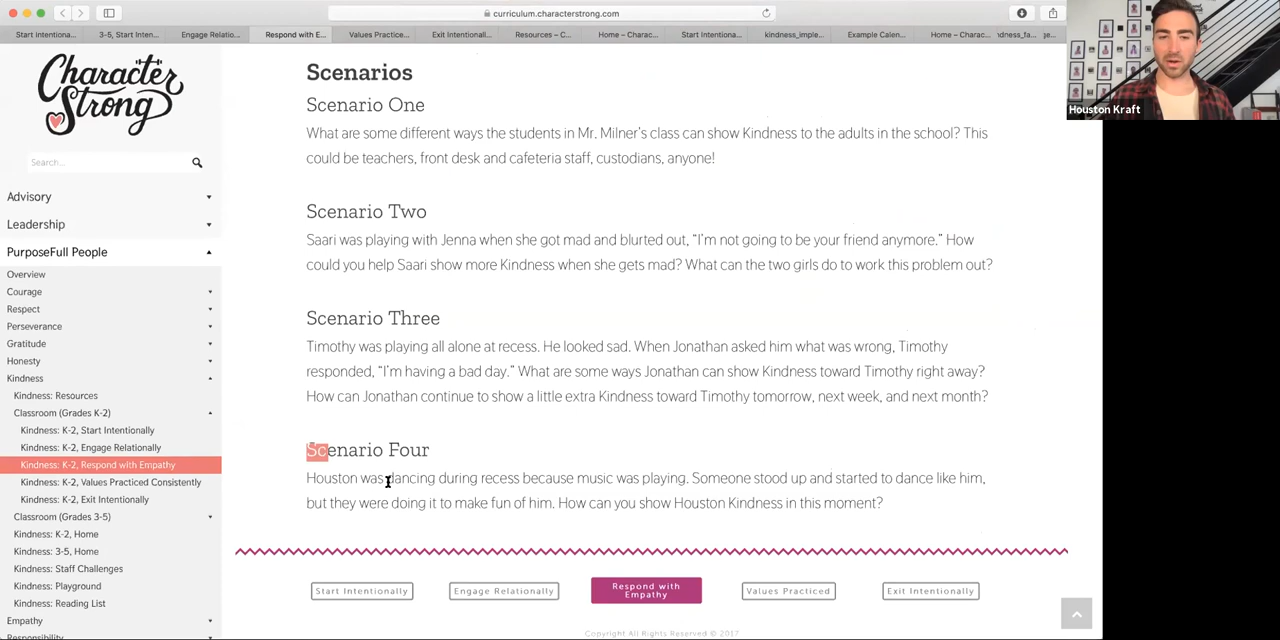 curriculum.characterstrong.com
Start Intentiona...
3-5, Start Inten...
Engage Relatio...
Respond with E...
Values Practice...
Exit Intentionall...
Resources – C...
Home – Charac...
Start Intentiona...
kindness_imple...
Example Calen...
Home – Charac...
Houston Kraft
Character
Strong
Search...
Advisory
Leadership
PurposeFull People
Overview
Courage
Respect
Perseverance
Gratitude
Honesty
Kindness
Kindness: Resources
Classroom (Grades K-2)
Kindness: K-2, Start Intentionally
Kindness: K-2, Engage Relationally
Kindness: K-2, Respond with Empathy
Kindness: K-2, Values Practiced Consistently
Kindness: K-2, Exit Intentionally
Classroom (Grades 3-5)
Kindness: K-2, Home
Kindness: 3-5, Home
Kindness: Staff Challenges
Kindness: Playground
Kindness: Reading List
Empathy
Responsibility
Scenarios
Scenario One
What are some different ways the students in Mr. Milner's class can show Kindness to the adults in the school? This
could be teachers, front desk and cafeteria staff, custodians, anyone!
Scenario Two
Saari was playing with Jenna when she got mad and blurted out, "I'm not going to be your friend anymore." How
could you help Saari show more Kindness when she gets mad? What can the two girls do to work this problem out?
Scenario Three
Timothy was playing all alone at recess. He looked sad. When Jonathan asked him what was wrong, Timothy
responded, "I'm having a bad day." What are some ways Jonathan can show Kindness toward Timothy right away?
How can Jonathan continue to show a little extra Kindness toward Timothy tomorrow, next week, and next month?
Scenario Four
Houston was dancing during recess because music was playing. Someone stood up and started to dance like him,
but they were doing it to make fun of him. How can you show Houston Kindness in this moment?
Start Intentionally
Engage Relationally
Respond with
Empathy
Values Practiced
Exit Intentionally
Copyright All Rights Reserved © 2017